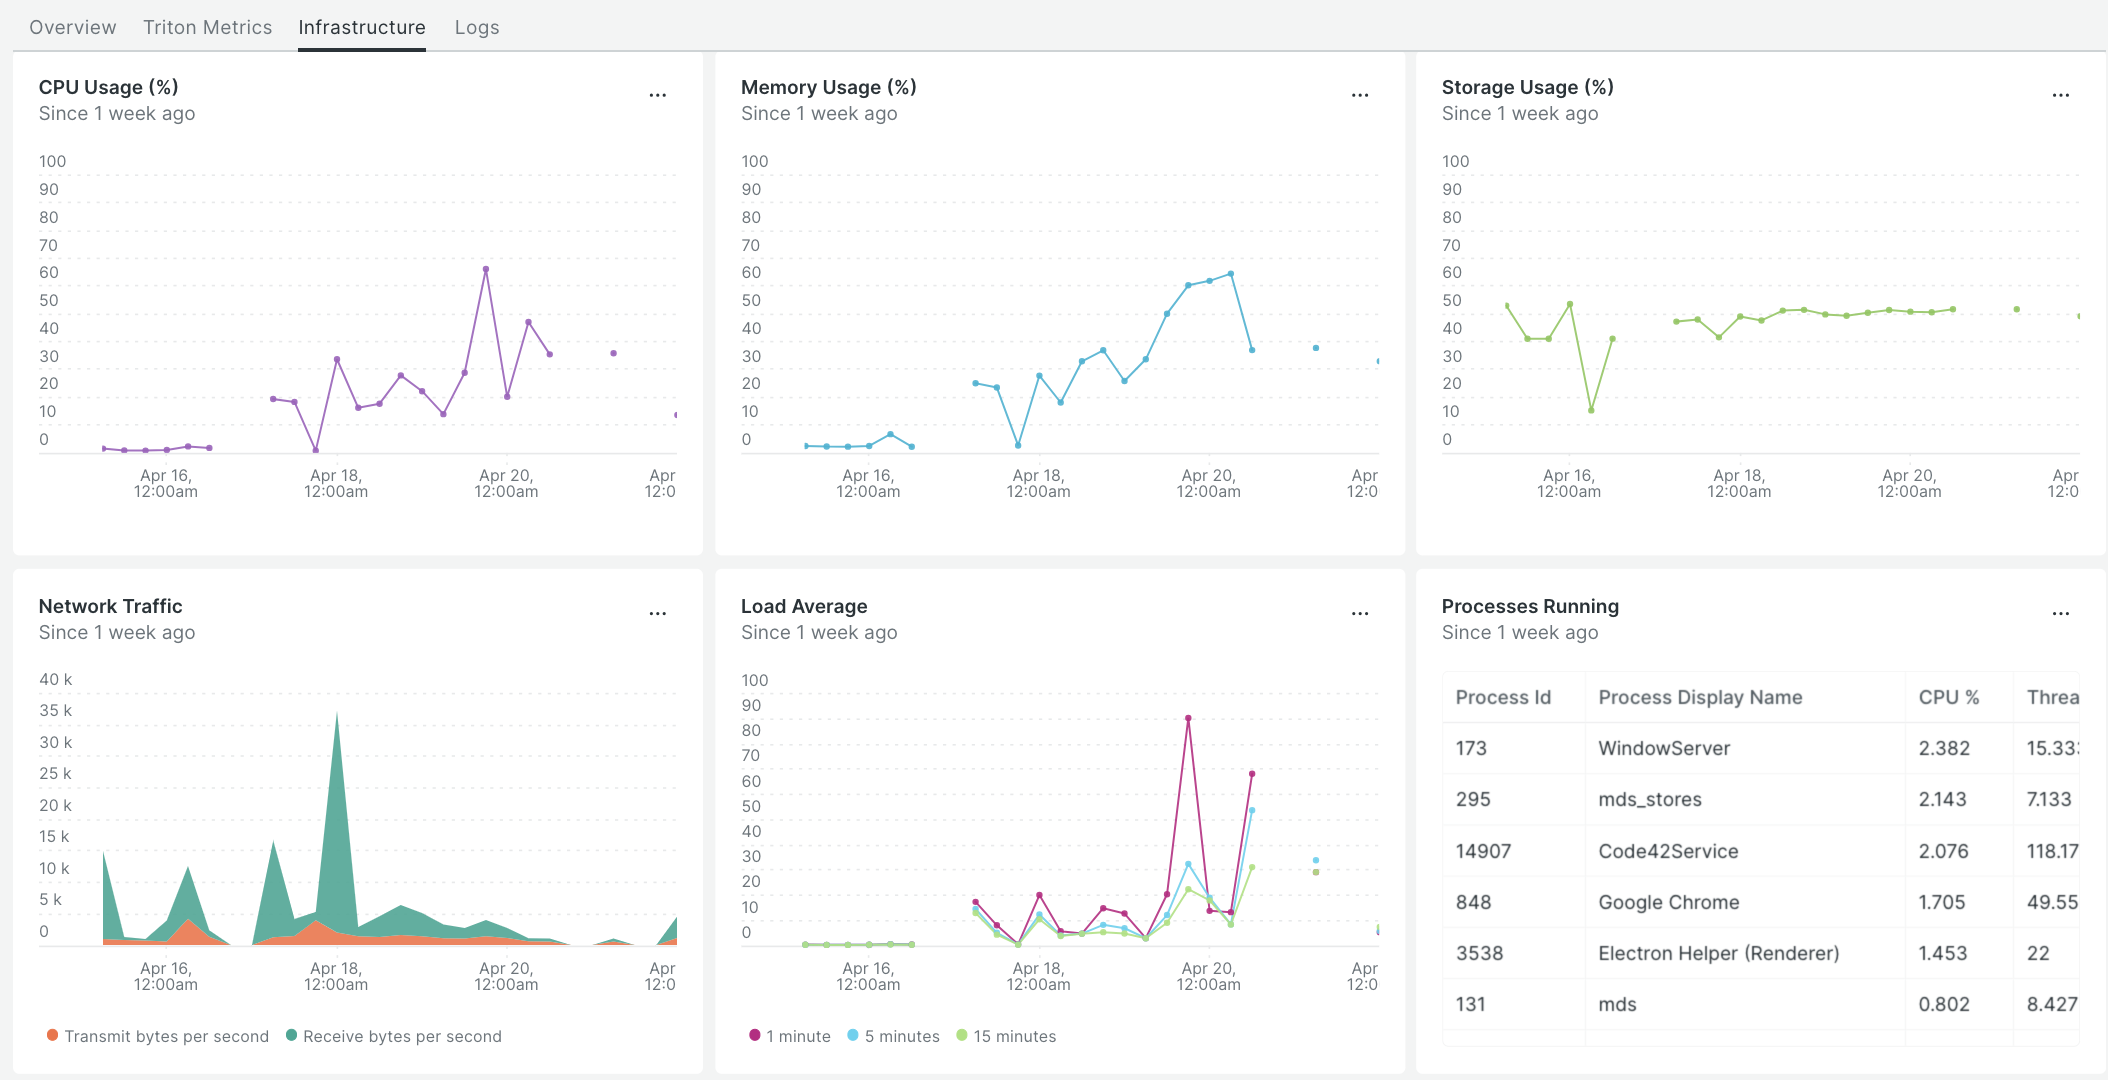 Overview Triton Metrics Infrastructure Logs
CPU Usage (%)
Since 1 week ago
100
90
80
70
60
50
40
30
20
10
0
Apr 16,
12:00am
Apr 18,
12:00am
Apr 20,
12:00am
Apr
12:0
Memory Usage (%)
Since 1 week ago
100
90
80
70
60
50
40
30
20
10
0
Apr 16,
12:00am
Apr 18,
12:00am
Apr 20,
12:00am
Apr
12:0
Storage Usage (%)
Since 1 week ago
100
90
80
70
60
50
40
30
20
10
0
Apr 16,
12:00am
Apr 18,
12:00am
Apr 20,
12:00am
Apr
12:0
Network Traffic
Since 1 week ago
40 k
35 k
30 k
25 k
20 k
15 k
10 k
5 k
0
Apr 16,
12:00am
Apr 18,
12:00am
Apr 20,
12:00am
Apr
12:0
Transmit bytes per second Receive bytes per second
Load Average
Since 1 week ago
100
90
80
70
60
50
40
30
20
10
0
Apr 16,
12:00am
Apr 18,
12:00am
Apr 20,
12:00am
Apr
12:0
1 minute 5 minutes 15 minutes
Processes Running
Since 1 week ago
Process Id Process Display Name CPU % Threa
173 WindowServer 2.382 15.333
295 mds_stores 2.143 7.133
14907 Code42Service 2.076 118.17
848 Google Chrome 1.705 49.55
3538 Electron Helper (Renderer) 1.453 22
131 mds 0.802 8.427